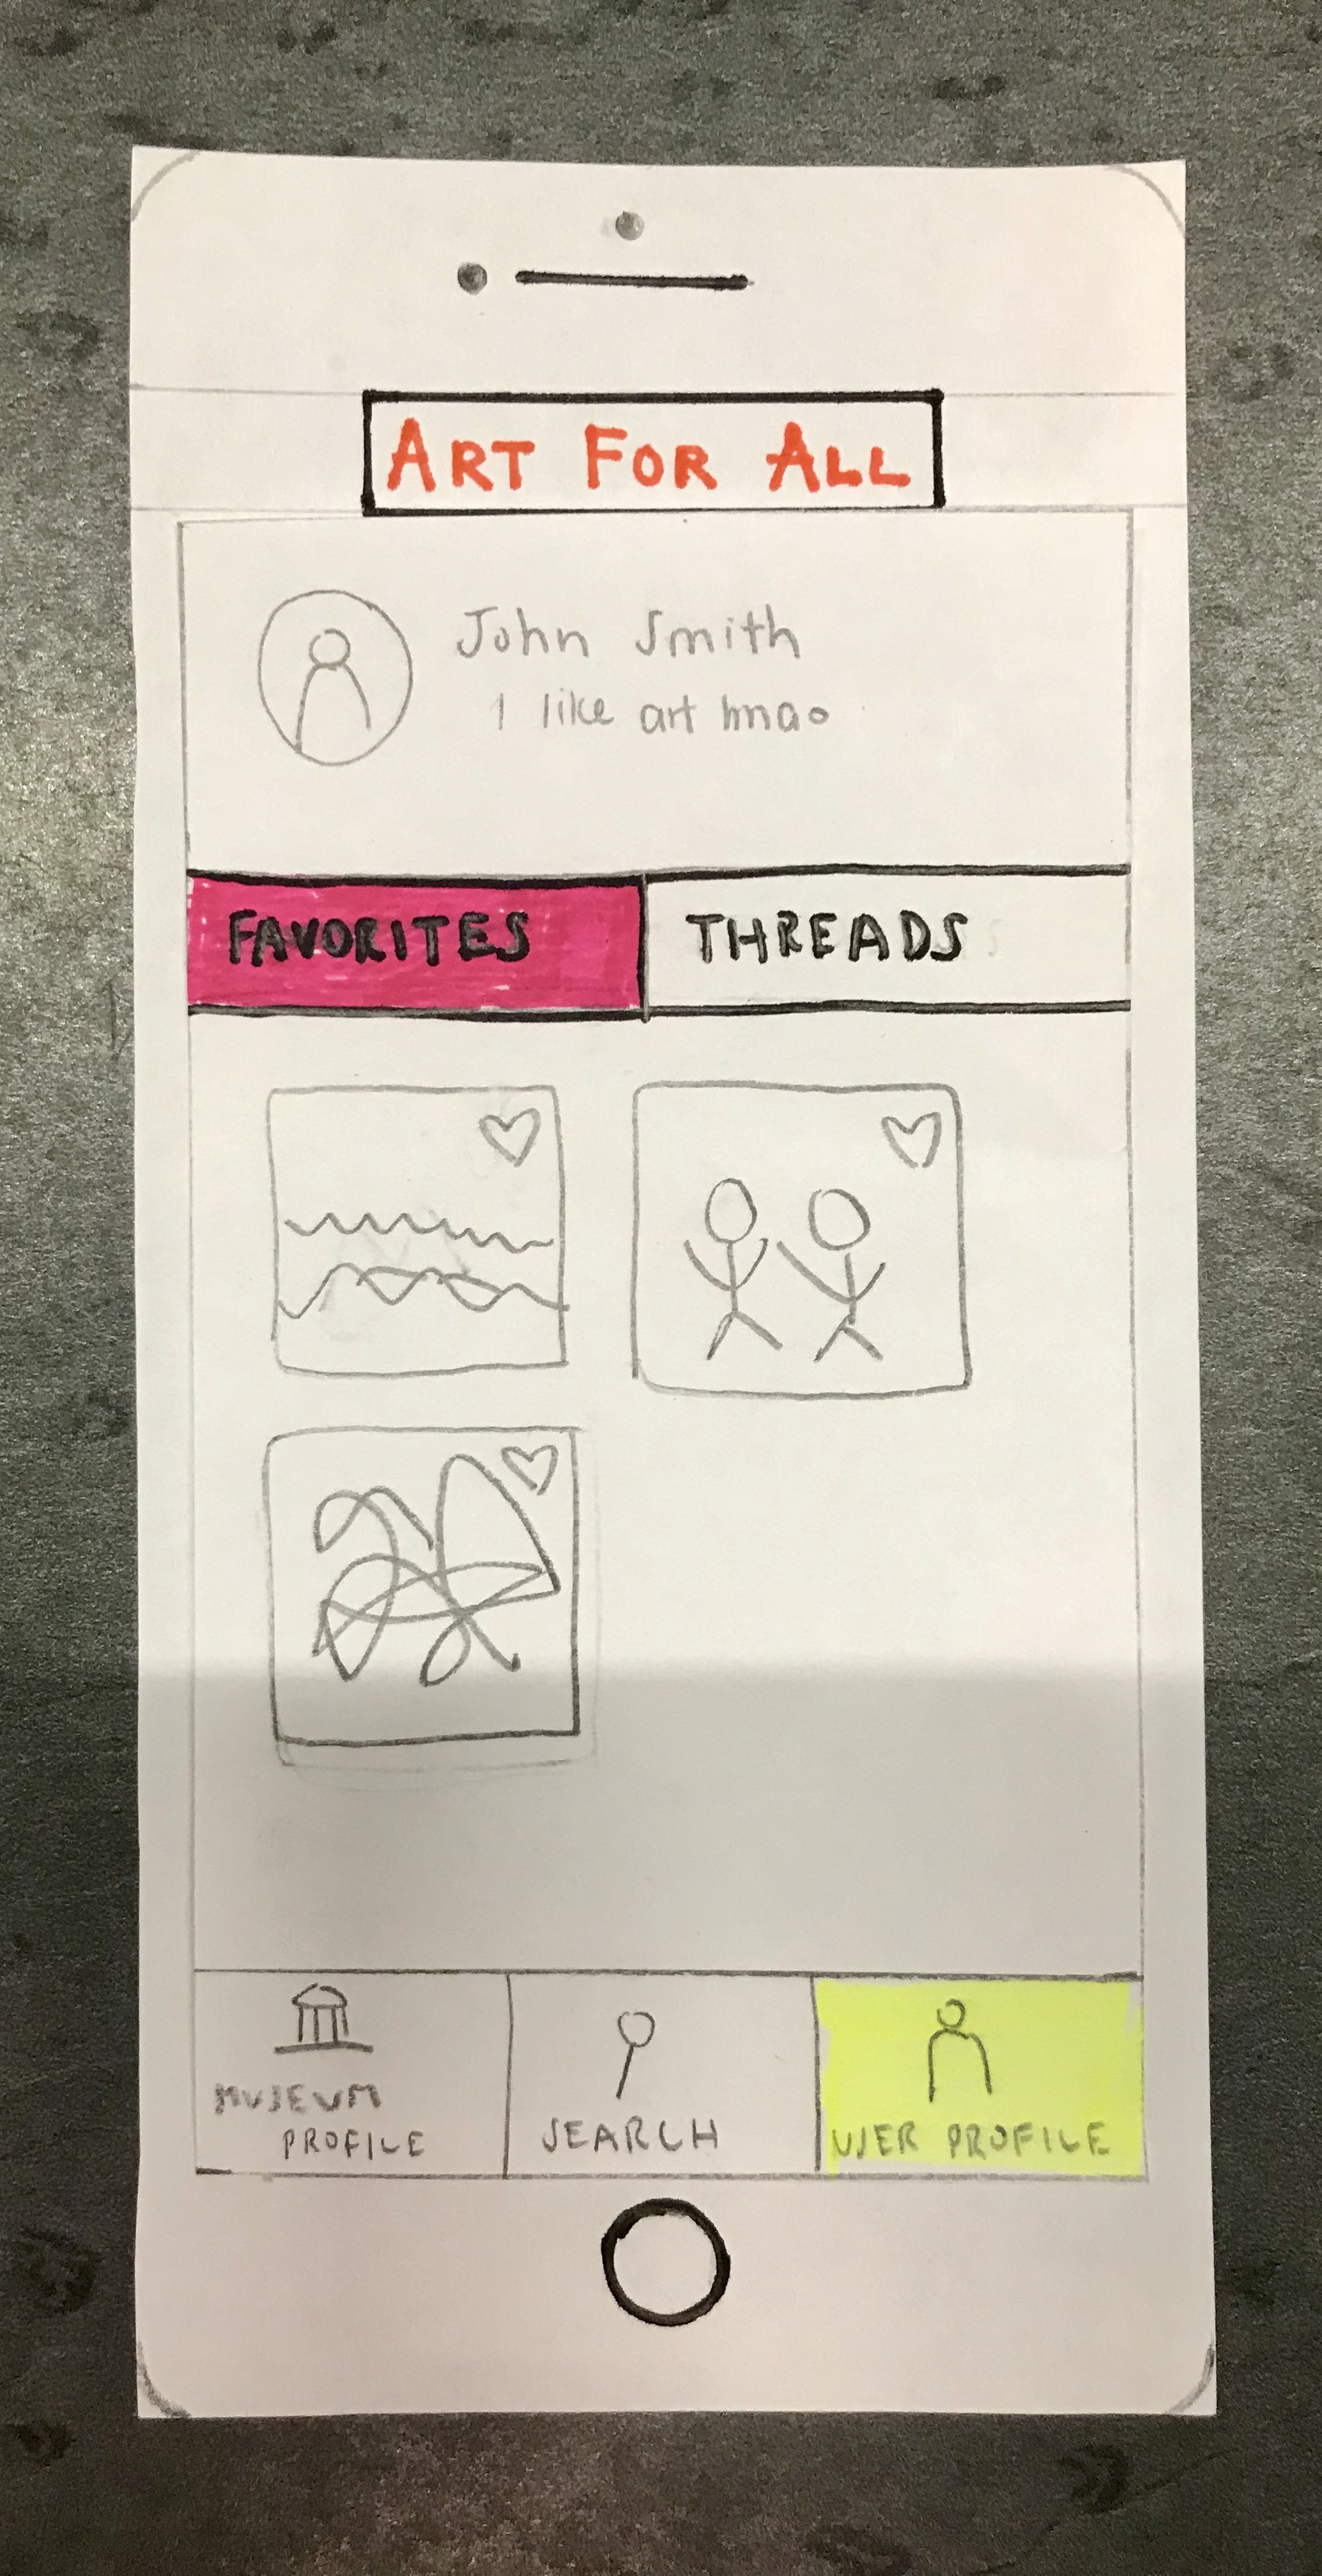 ART FOR ALL
John Smith
I like art lmao
FAVORITES THREADS
MUSEUM
PROFILE
SEARCH
USER PROFILE